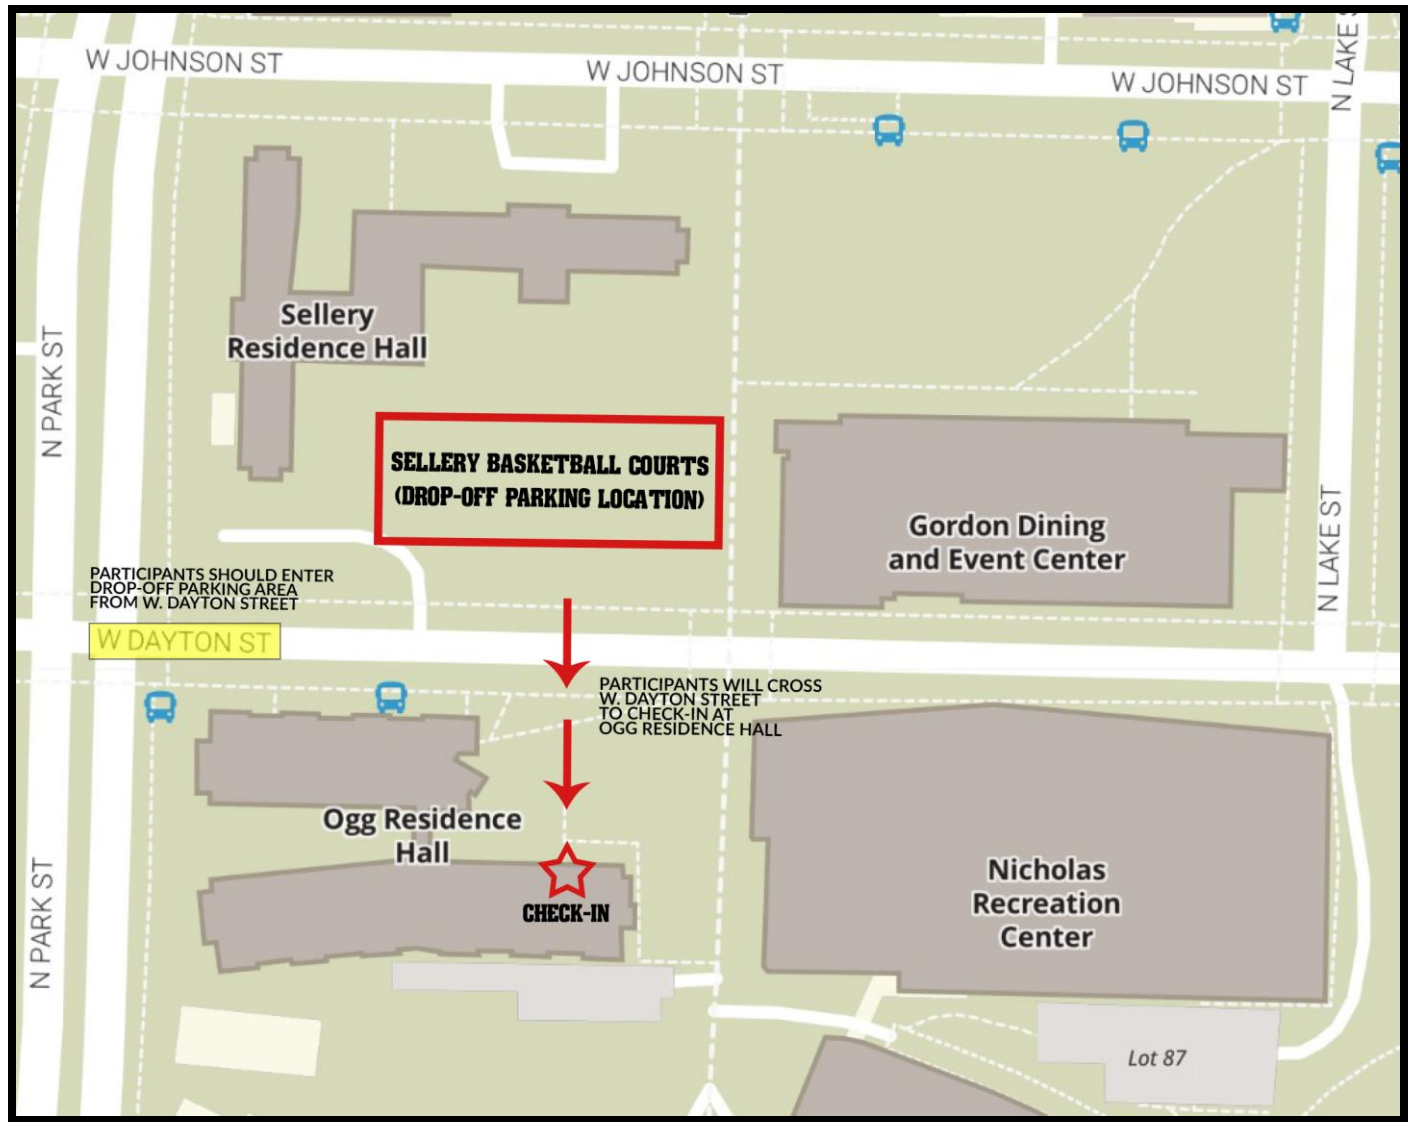 W JOHNSON ST
W JOHNSON ST
W JOHNSON ST
N LAKE S
Sellery
Residence Hall
N PARK ST
SELLERY BASKETBALL COURTS
(DROP-OFF PARKING LOCATION)
Gordon Dining
and Event Center
N LAKE ST
PARTICIPANTS SHOULD ENTER
DROP-OFF PARKING AREA
FROM W. DAYTON STREET
W DAYTON ST
PARTICIPANTS WILL CROSS
W. DAYTON STREET
TO CHECK-IN AT
OGG RESIDENCE HALL
Ogg Residence
Hall
CHECK-IN
N PARK ST
Nicholas
Recreation
Center
Lot 87